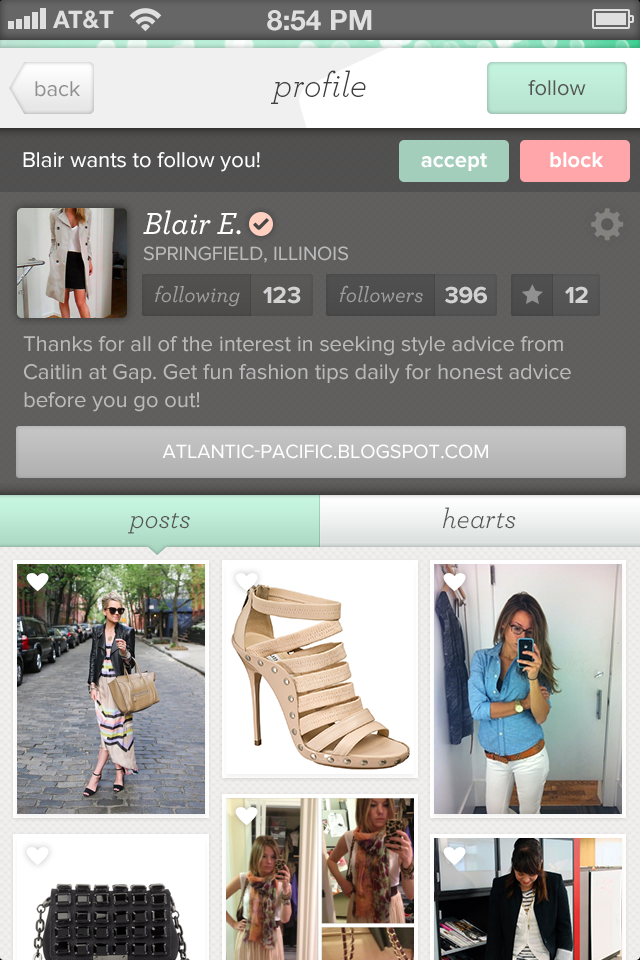 AT&T 8:54 PM
back profile follow
Blair wants to follow you! accept block
Blair E.
SPRINGFIELD, ILLINOIS
following 123 followers 396 12
Thanks for all of the interest in seeking style advice from
Caitlin at Gap. Get fun fashion tips daily for honest advice
before you go out!
ATLANTIC-PACIFIC.BLOGSPOT.COM
posts hearts